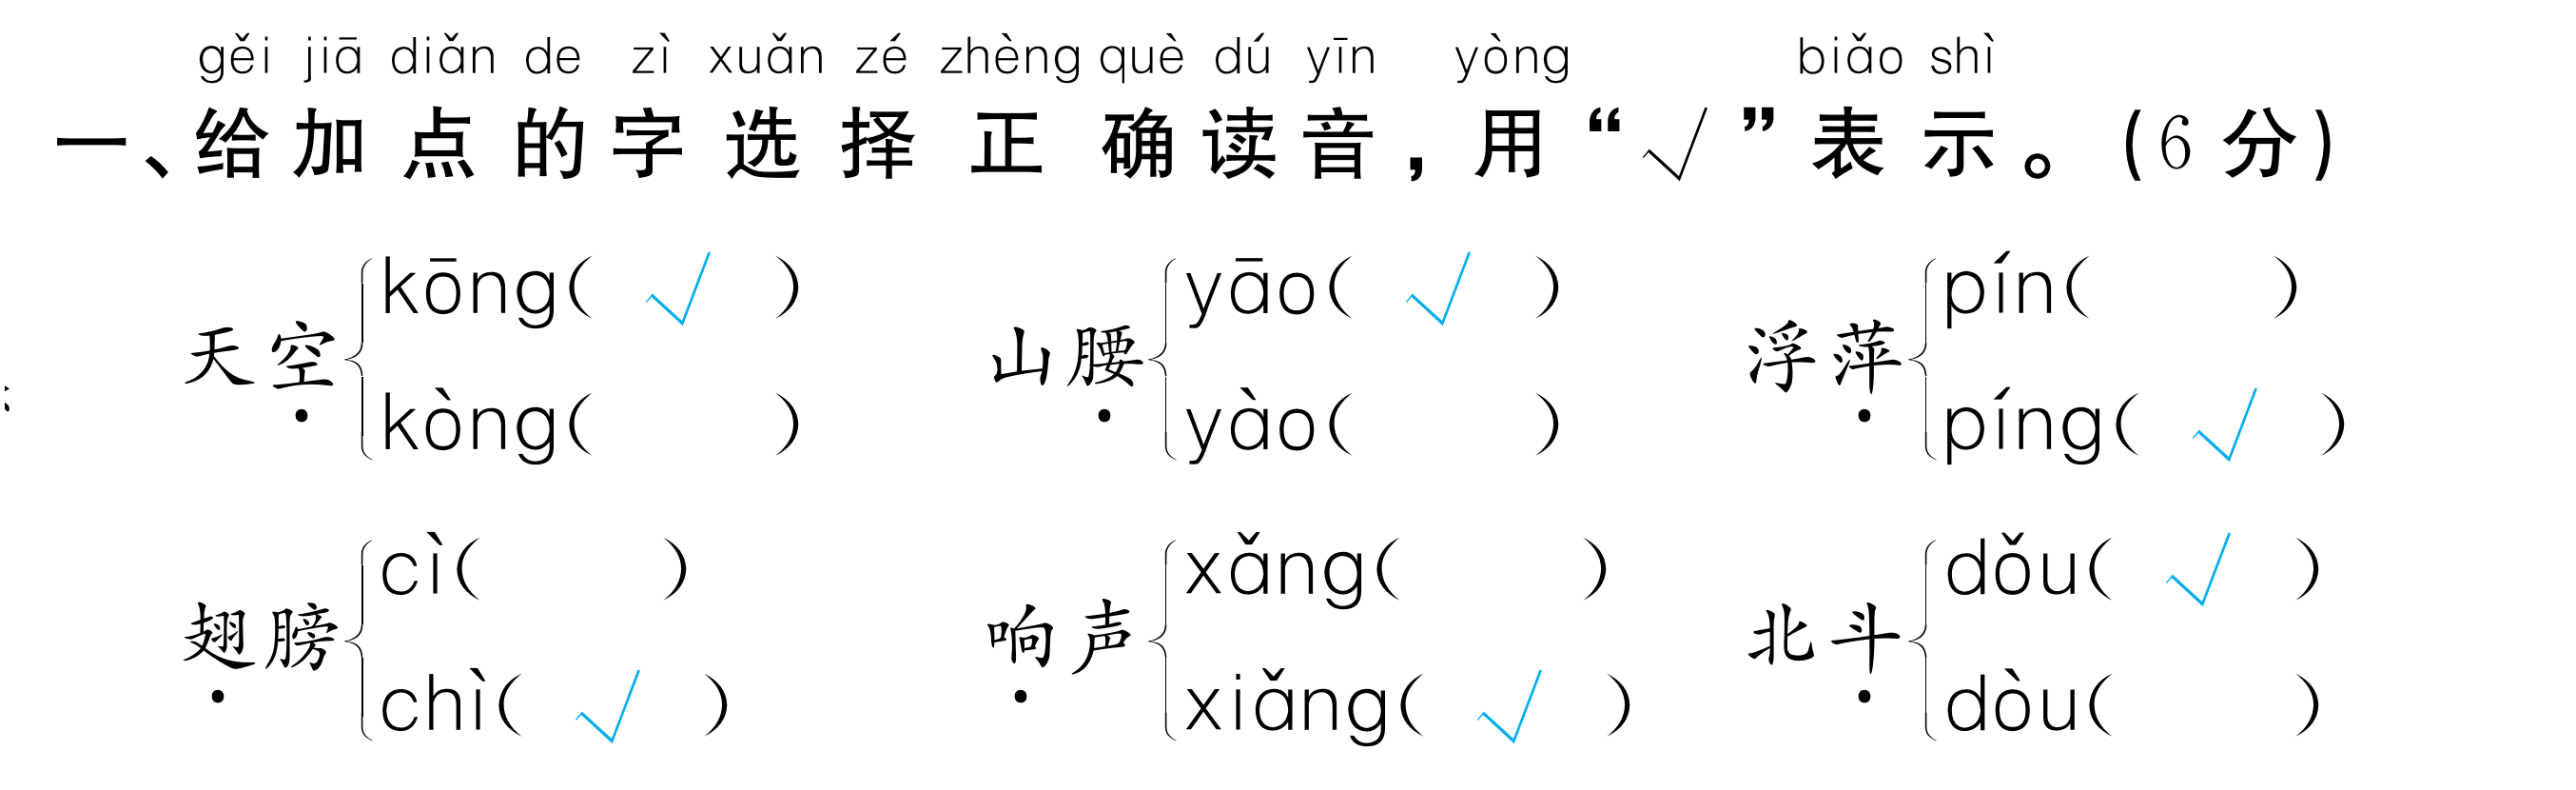 gěi jiā diǎn de zì xuǎn zé zhèng què dú yīn yòng biǎo shì
一、给加点的字选择正确读音，用“√”表示。(6 分)
kōng( √ ) yāo( √ ) pín( )
天空 山腰 浮萍
kòng( ) yào( ) píng( √ )
cì( ) xǎng( ) dǒu( √ )
翅膀 响声 北斗
chì( √ ) xiǎng( √ ) dòu( )